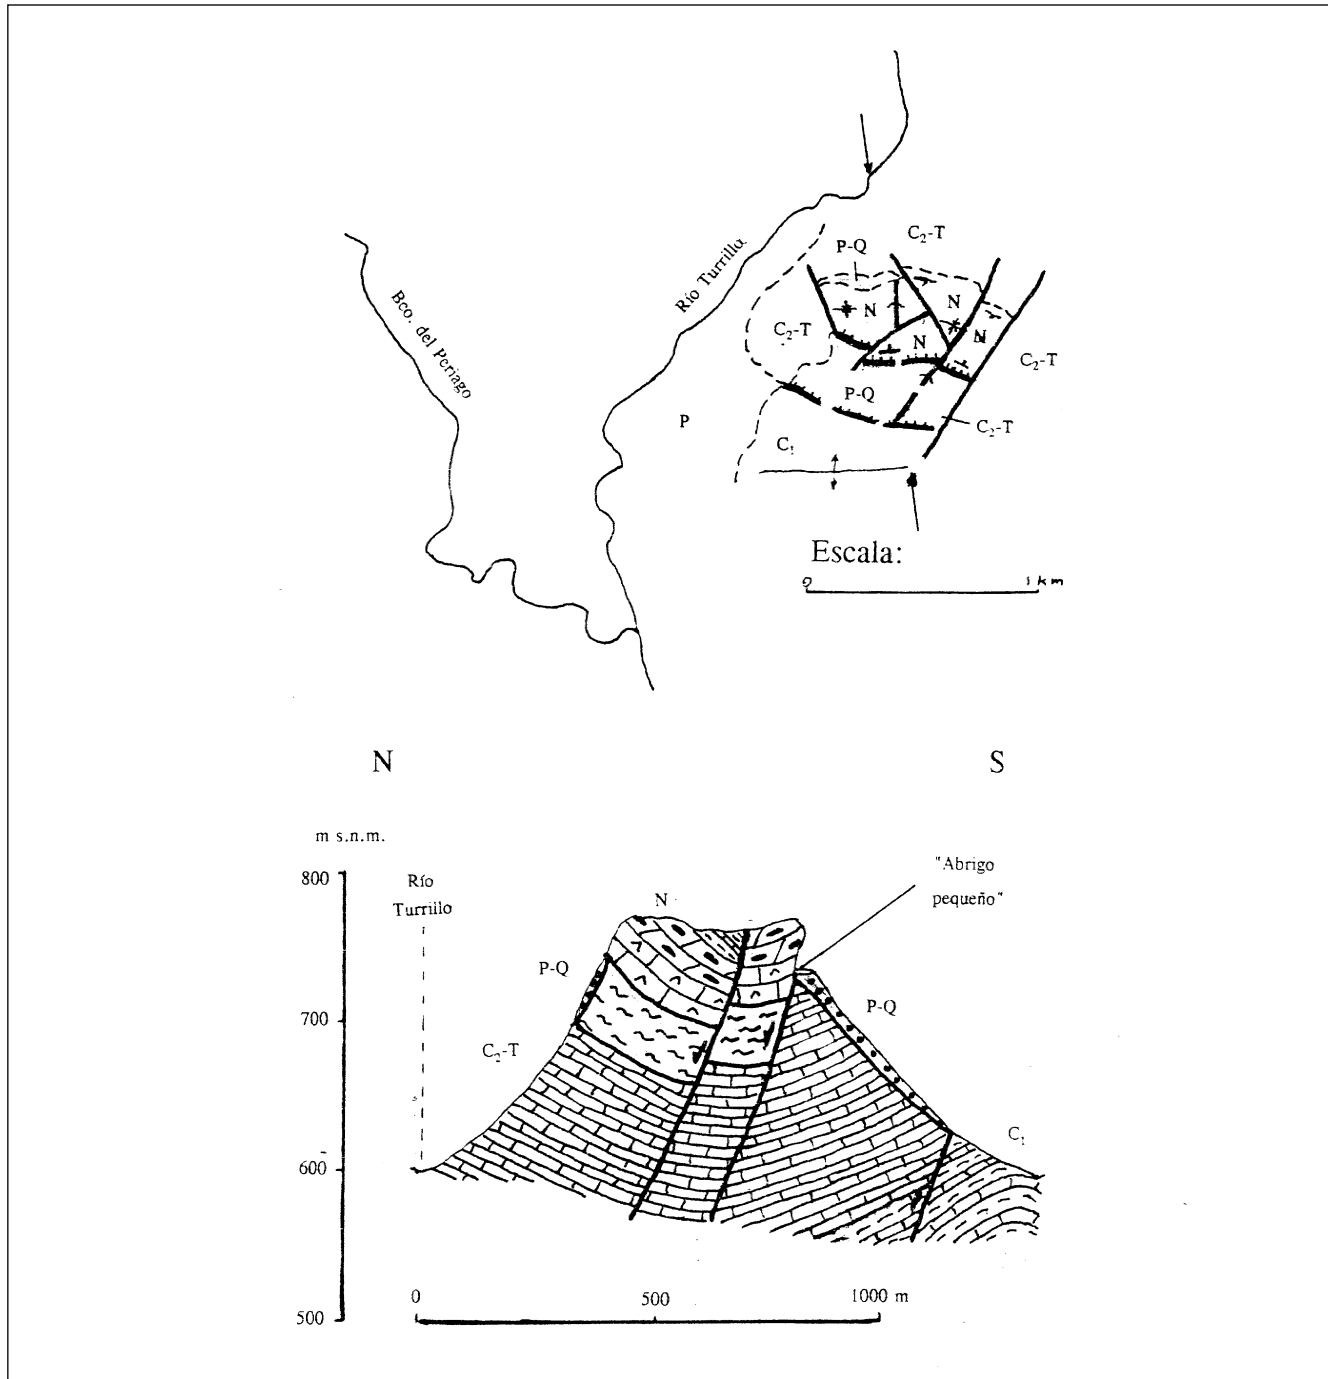 C₂-T
P-Q
Río Turrillo
N
N
Bco. del Periago
C₂-T
N
N
C₂-T
P-Q
P
C₂-T
C₁
Escala:
0
1 km
N
S
m s.n.m.
"Abrigo
pequeño"
800
Río
Turrillo
N
P-Q
P-Q
700
C₂-T
C₁
600
0
500
1000 m
500